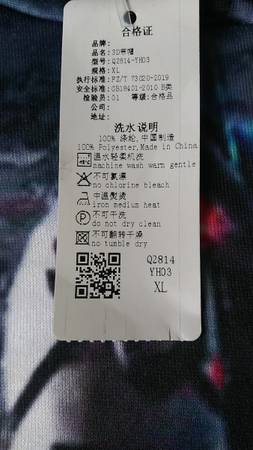 合格证
品牌:
品名:3D卫帽
型号:Q2814-YH03
规格:XL
执行标准:FZ/T 73020-2019
安全标准:GB18401-2010 B类
检验员:01 等级:合格品
公司:
地址:
洗水说明
100% 涤纶,中国制造
100% Polyester,Made in China
温水轻柔机洗
machine wash warm gentle
不可氯漂
no chlorine bleach
中温熨烫
iron medium heat
不可干洗
do not dry clean
不可翻转干燥
no tumble dry
Q2814
YH03
XL